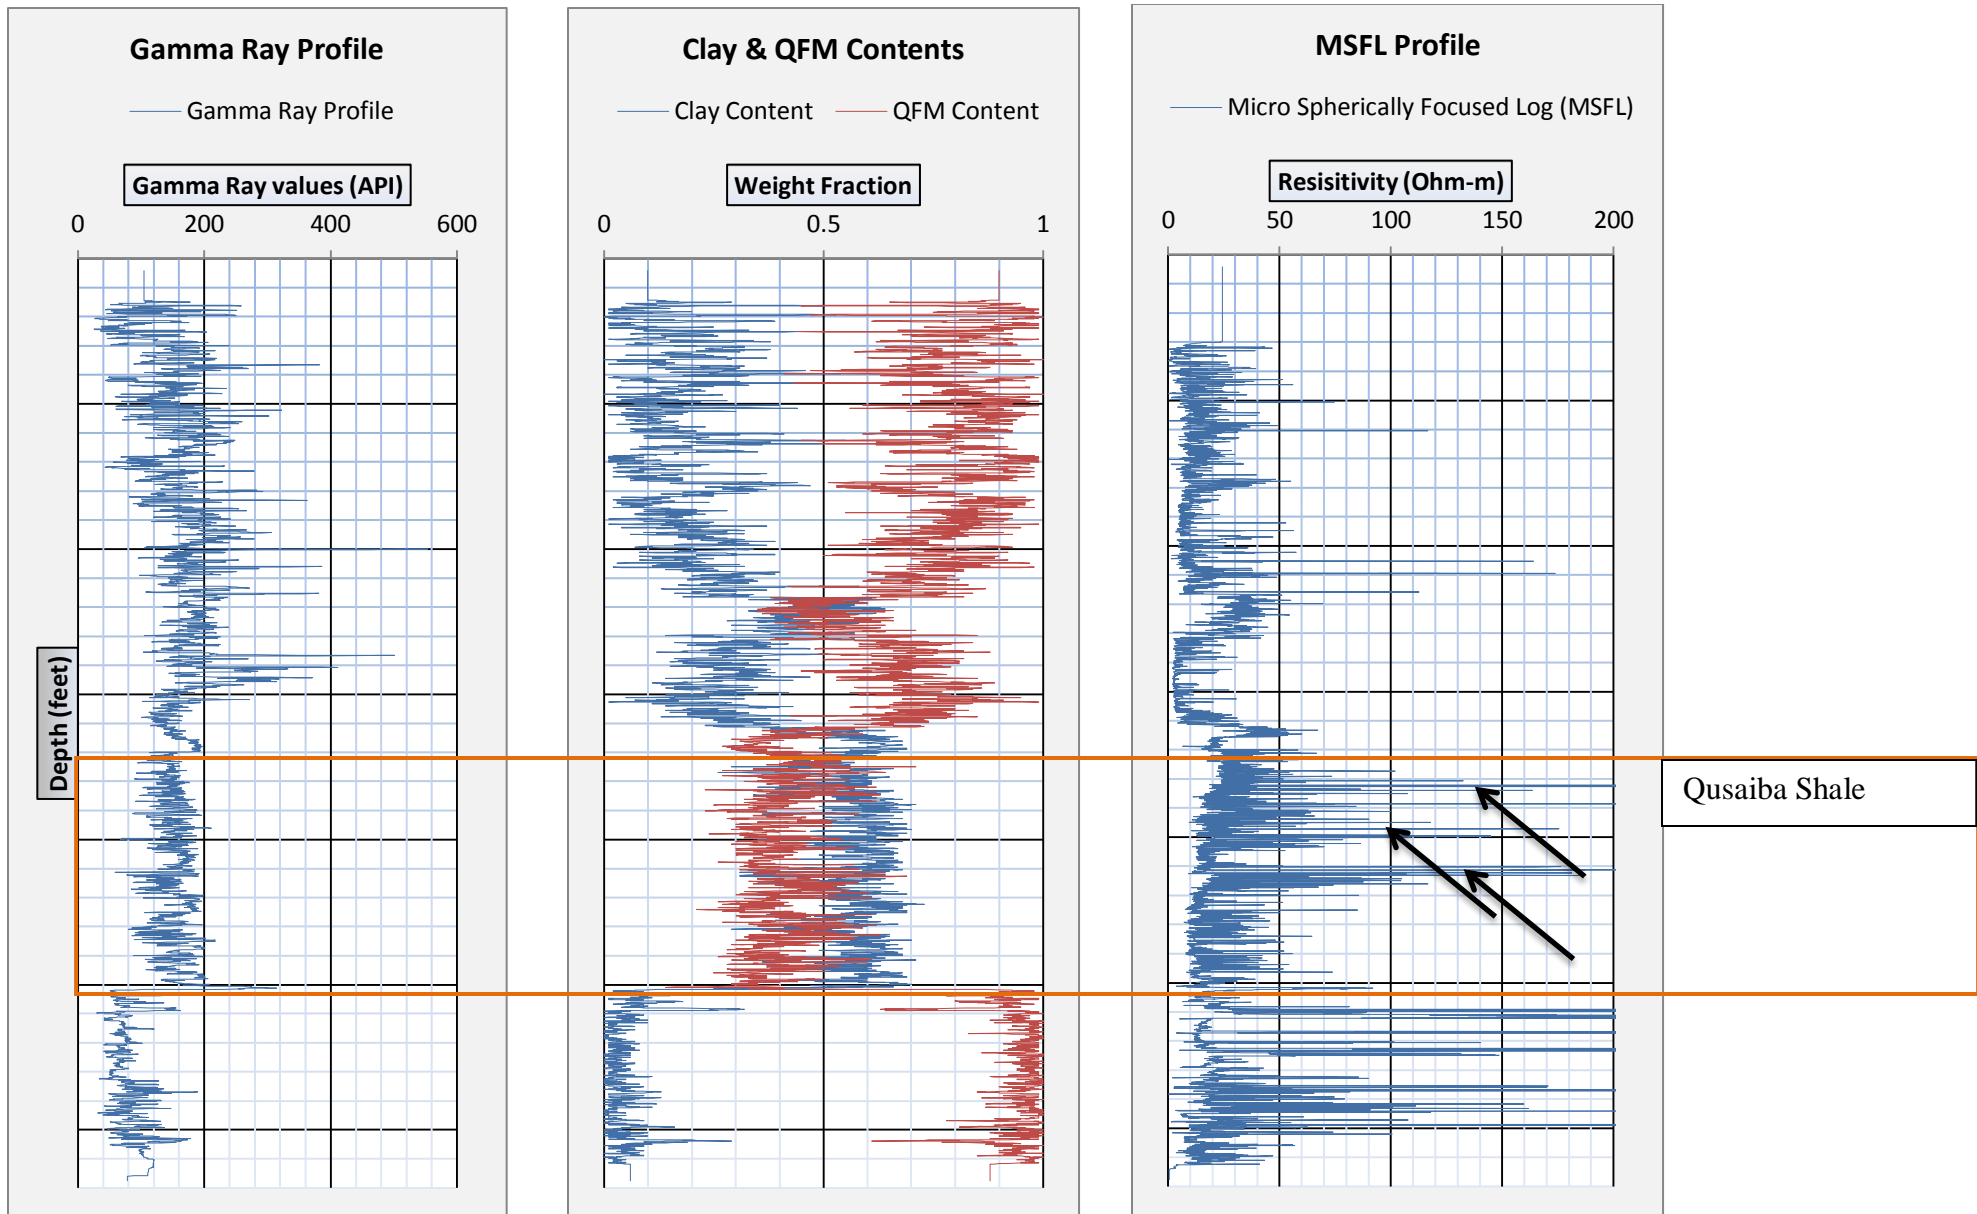 Gamma Ray Profile
Gamma Ray Profile
Gamma Ray values (API)
0 200 400 600
Depth (feet)
Clay & QFM Contents
Clay Content QFM Content
Weight Fraction
0 0.5 1
MSFL Profile
Micro Spherically Focused Log (MSFL)
Resisitivity (Ohm-m)
0 50 100 150 200
Qusaiba Shale